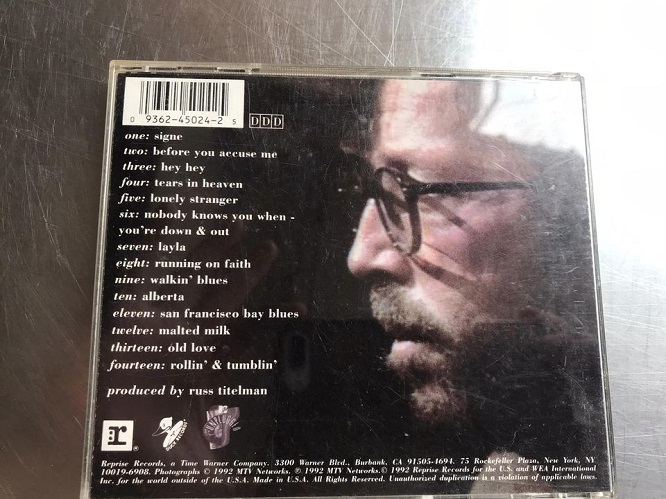 0 9362-45024-2 5
DDD
one: signe
two: before you accuse me
three: hey hey
four: tears in heaven
five: lonely stranger
six: nobody knows you when -
you're down & out
seven: layla
eight: running on faith
nine: walkin' blues
ten: alberta
eleven: san francisco bay blues
twelve: malted milk
thirteen: old love
fourteen: rollin' & tumblin'
produced by russ titelman
r
Reprise Records, a Time Warner Company. 3300 Warner Blvd., Burbank, CA 91505-4694. 75 Rockefeller Plaza, New York, NY
10019-6908. Photographs © 1992 MTV Networks. ℗ 1992 MTV Networks. © 1992 Reprise Records for the U.S. and WEA International
Inc. for the world outside of the U.S.A. Made in U.S.A. All Rights Reserved. Unauthorized duplication is a violation of applicable laws.